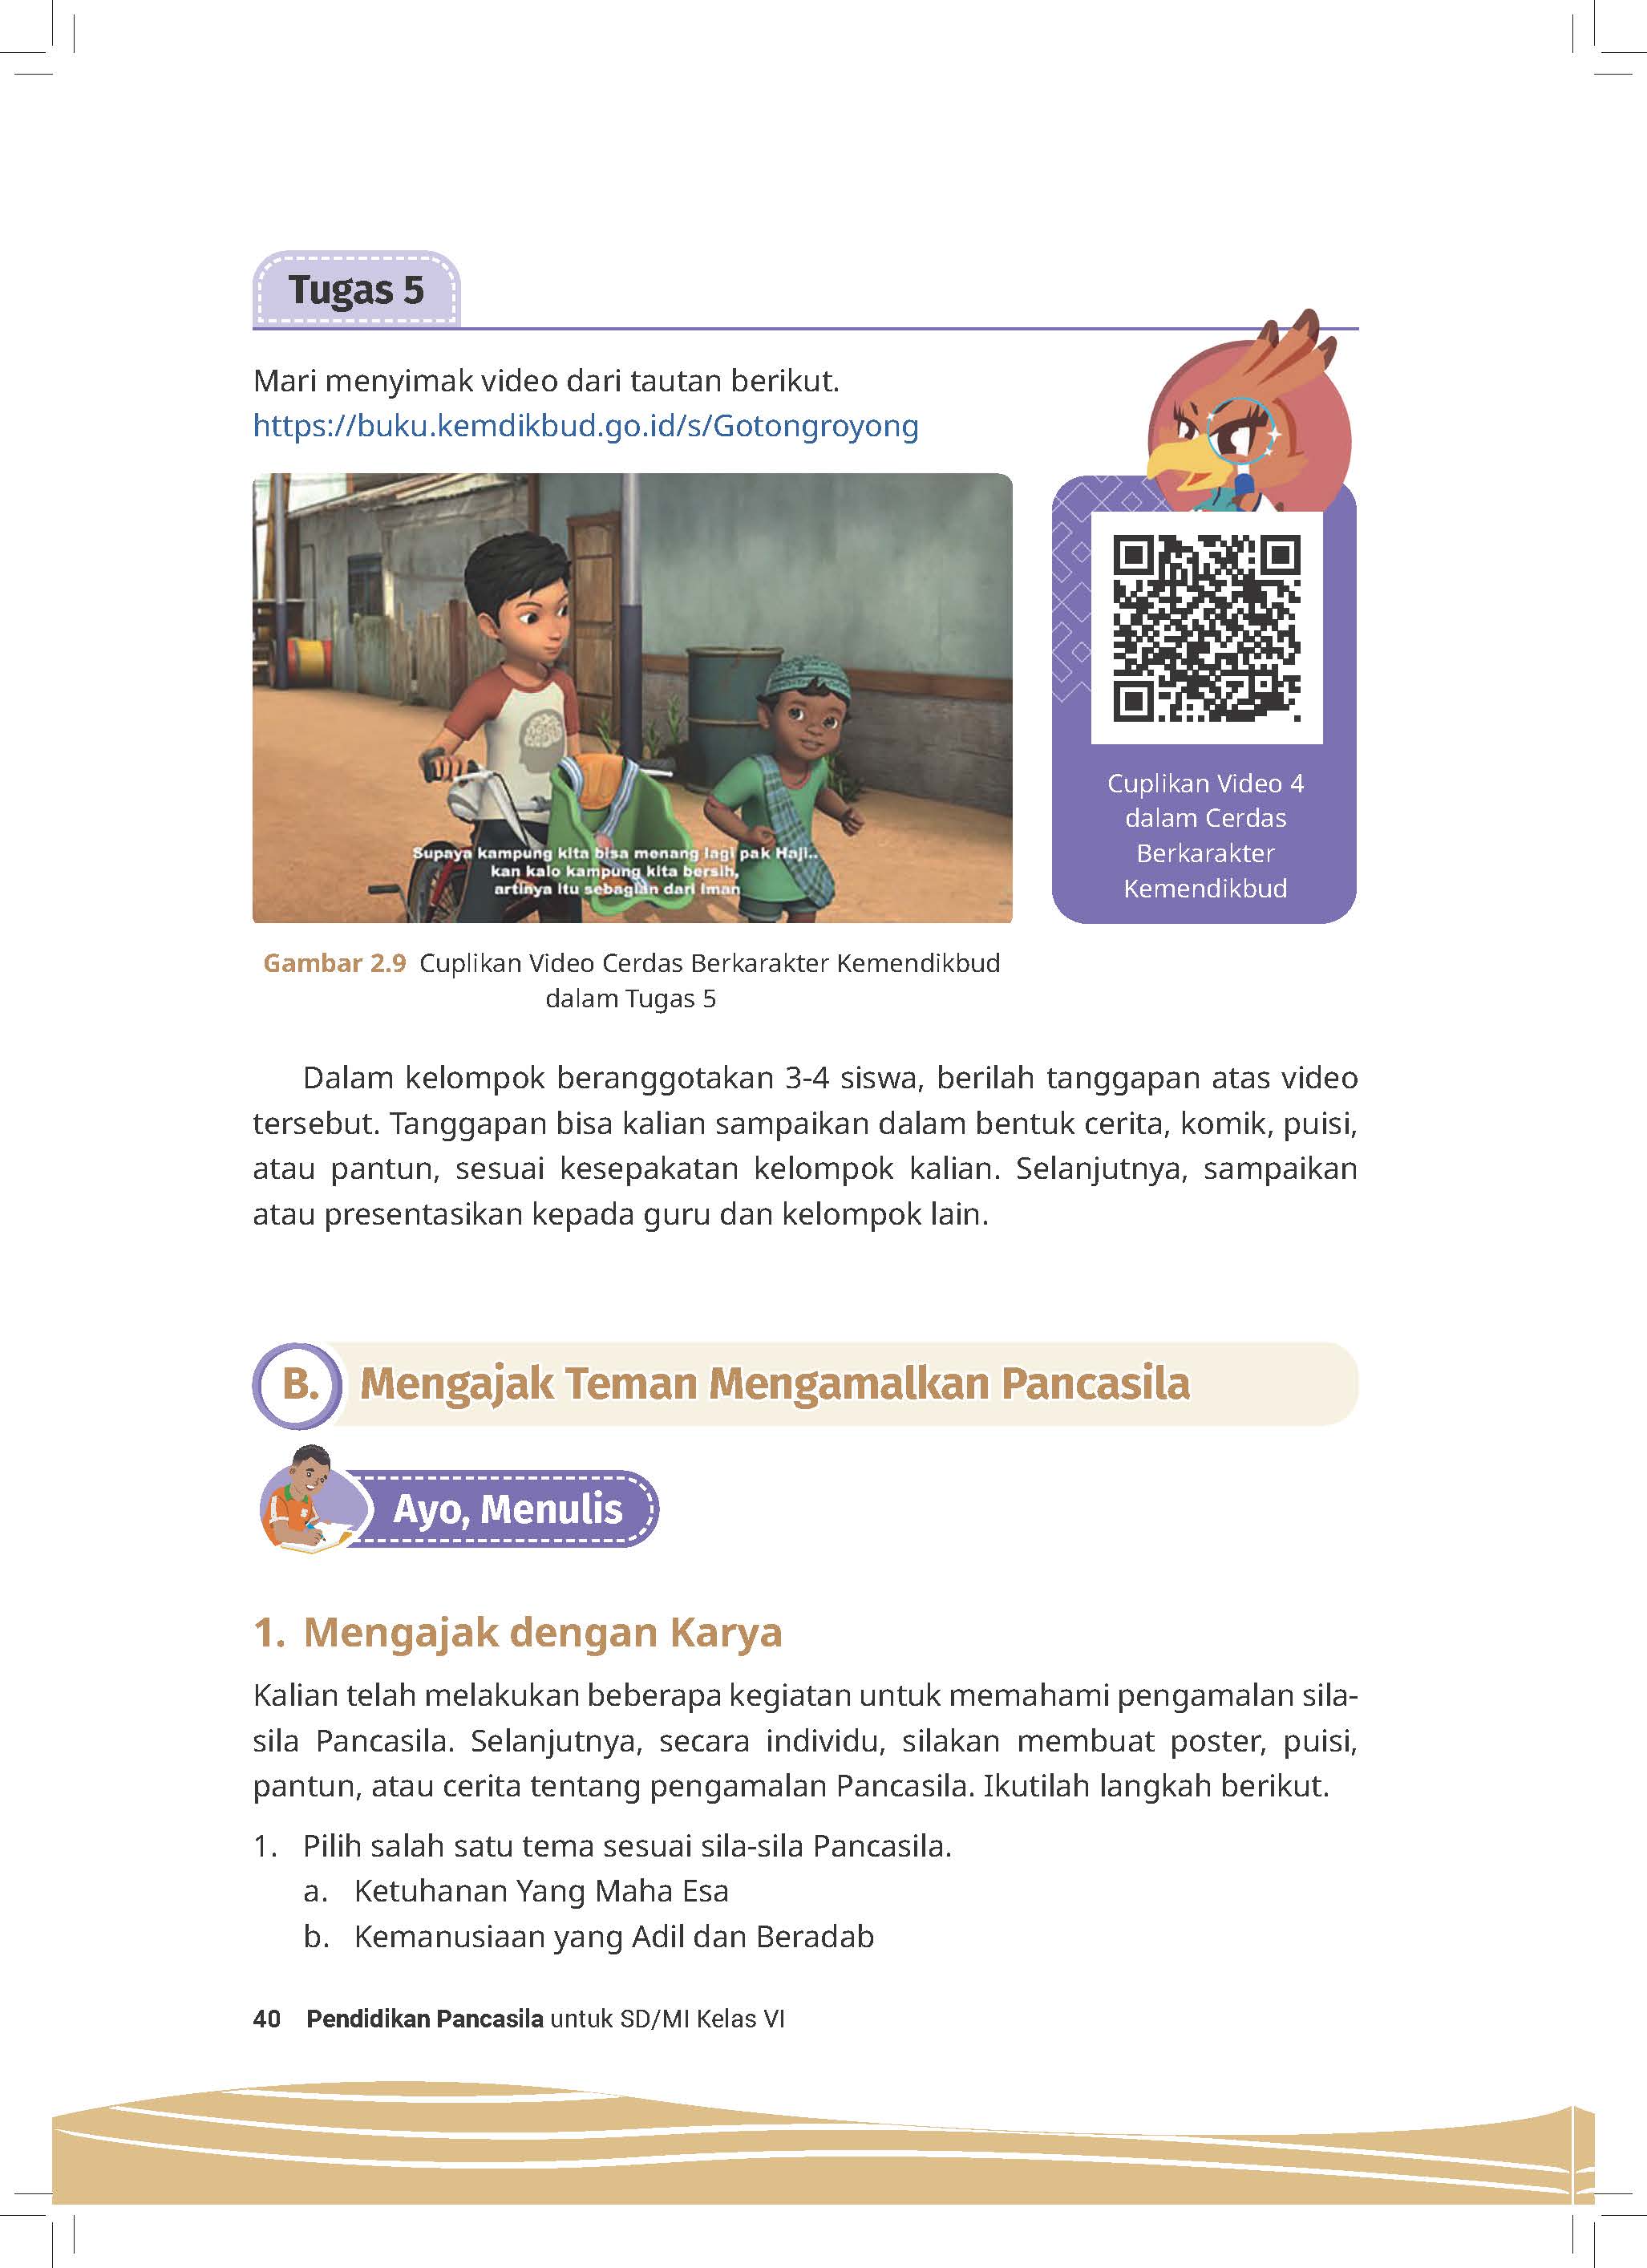 Tugas 5
Mari menyimak video dari tautan berikut.
https://buku.kemdikbud.go.id/s/Gotongroyong
Supaya kampung kita bisa menang lagi pak Haji..
kan kalo kampung kita bersih,
artinya itu sebagian dari iman
Cuplikan Video 4
dalam Cerdas
Berkarakter
Kemendikbud
Gambar 2.9 Cuplikan Video Cerdas Berkarakter Kemendikbud
dalam Tugas 5
Dalam kelompok beranggotakan 3-4 siswa, berilah tanggapan atas video
tersebut. Tanggapan bisa kalian sampaikan dalam bentuk cerita, komik, puisi,
atau pantun, sesuai kesepakatan kelompok kalian. Selanjutnya, sampaikan
atau presentasikan kepada guru dan kelompok lain.
B. Mengajak Teman Mengamalkan Pancasila
Ayo, Menulis
1. Mengajak dengan Karya
Kalian telah melakukan beberapa kegiatan untuk memahami pengamalan sila-
sila Pancasila. Selanjutnya, secara individu, silakan membuat poster, puisi,
pantun, atau cerita tentang pengamalan Pancasila. Ikutilah langkah berikut.
1. Pilih salah satu tema sesuai sila-sila Pancasila.
a. Ketuhanan Yang Maha Esa
b. Kemanusiaan yang Adil dan Beradab
40 Pendidikan Pancasila untuk SD/MI Kelas VI